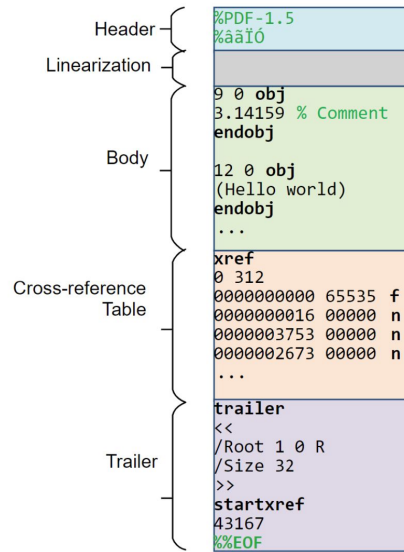 Header
%PDF-1.5
%âãÏÓ
Linearization
Body
9 0 obj
3.14159 % Comment
endobj
12 0 obj
(Hello world)
endobj
...
Cross-reference
Table
xref
0 312
0000000000 65535 f
0000000016 00000 n
0000003753 00000 n
0000002673 00000 n
...
Trailer
trailer
<<
/Root 1 0 R
/Size 32
>>
startxref
43167
%%EOF